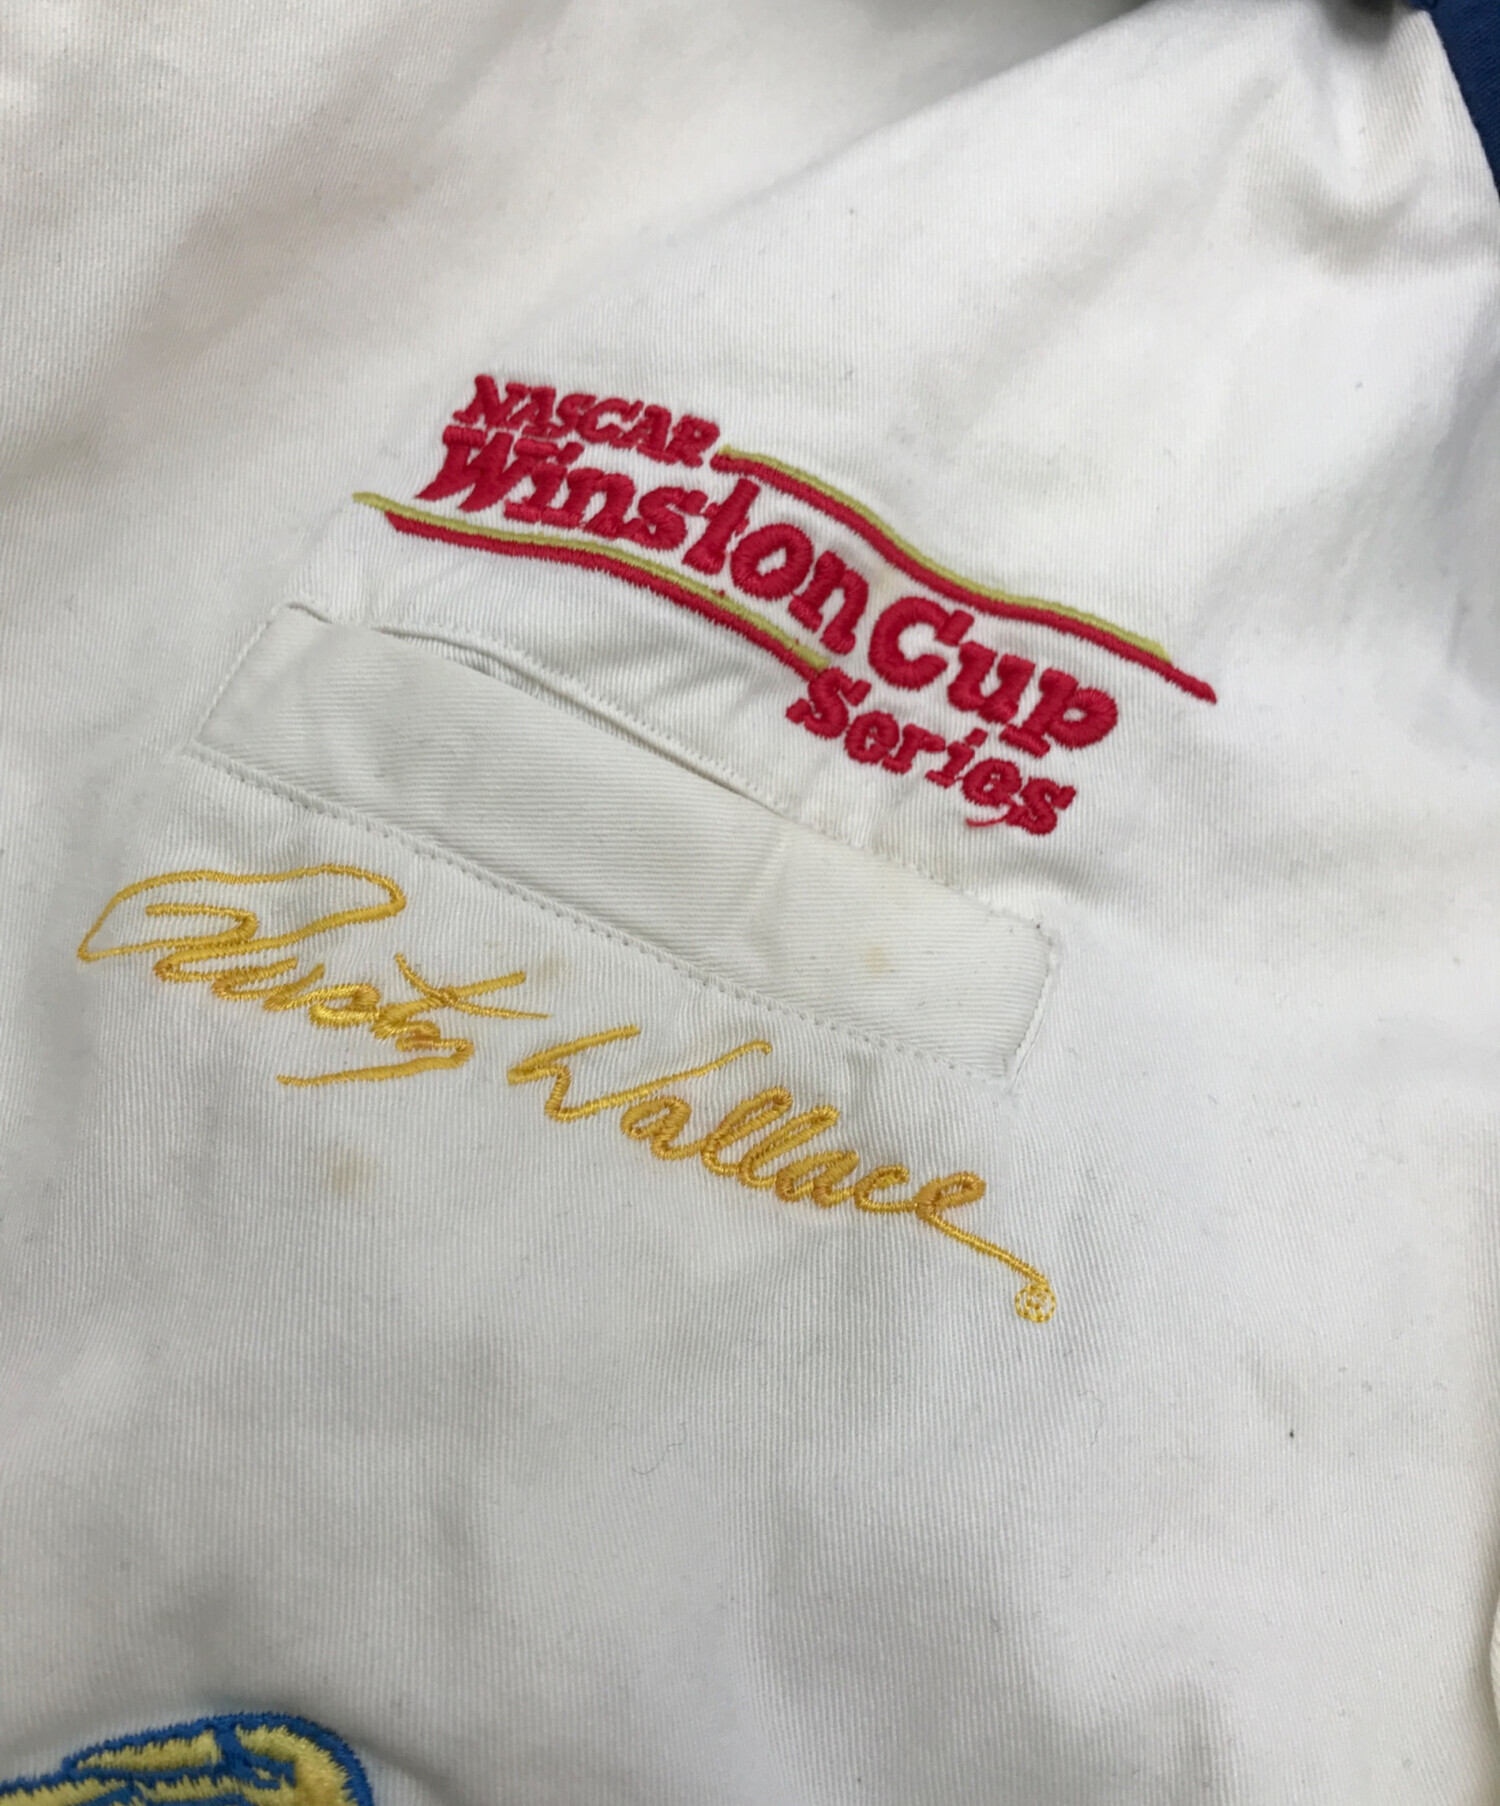 NASCAR
Winston Cup
Series
Rusty Wallace
®